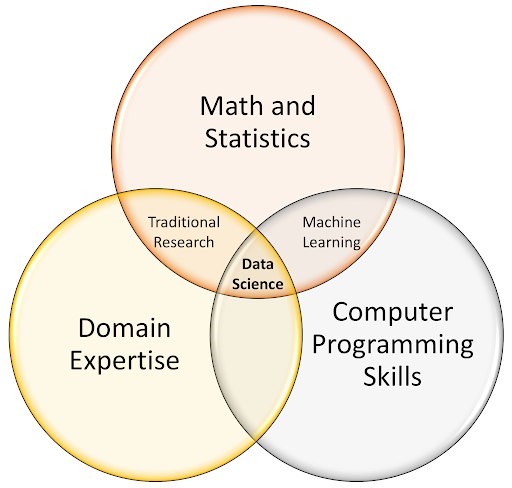 Math and
Statistics
Traditional
Research
Machine
Learning
Data
Science
Domain
Expertise
Computer
Programming
Skills